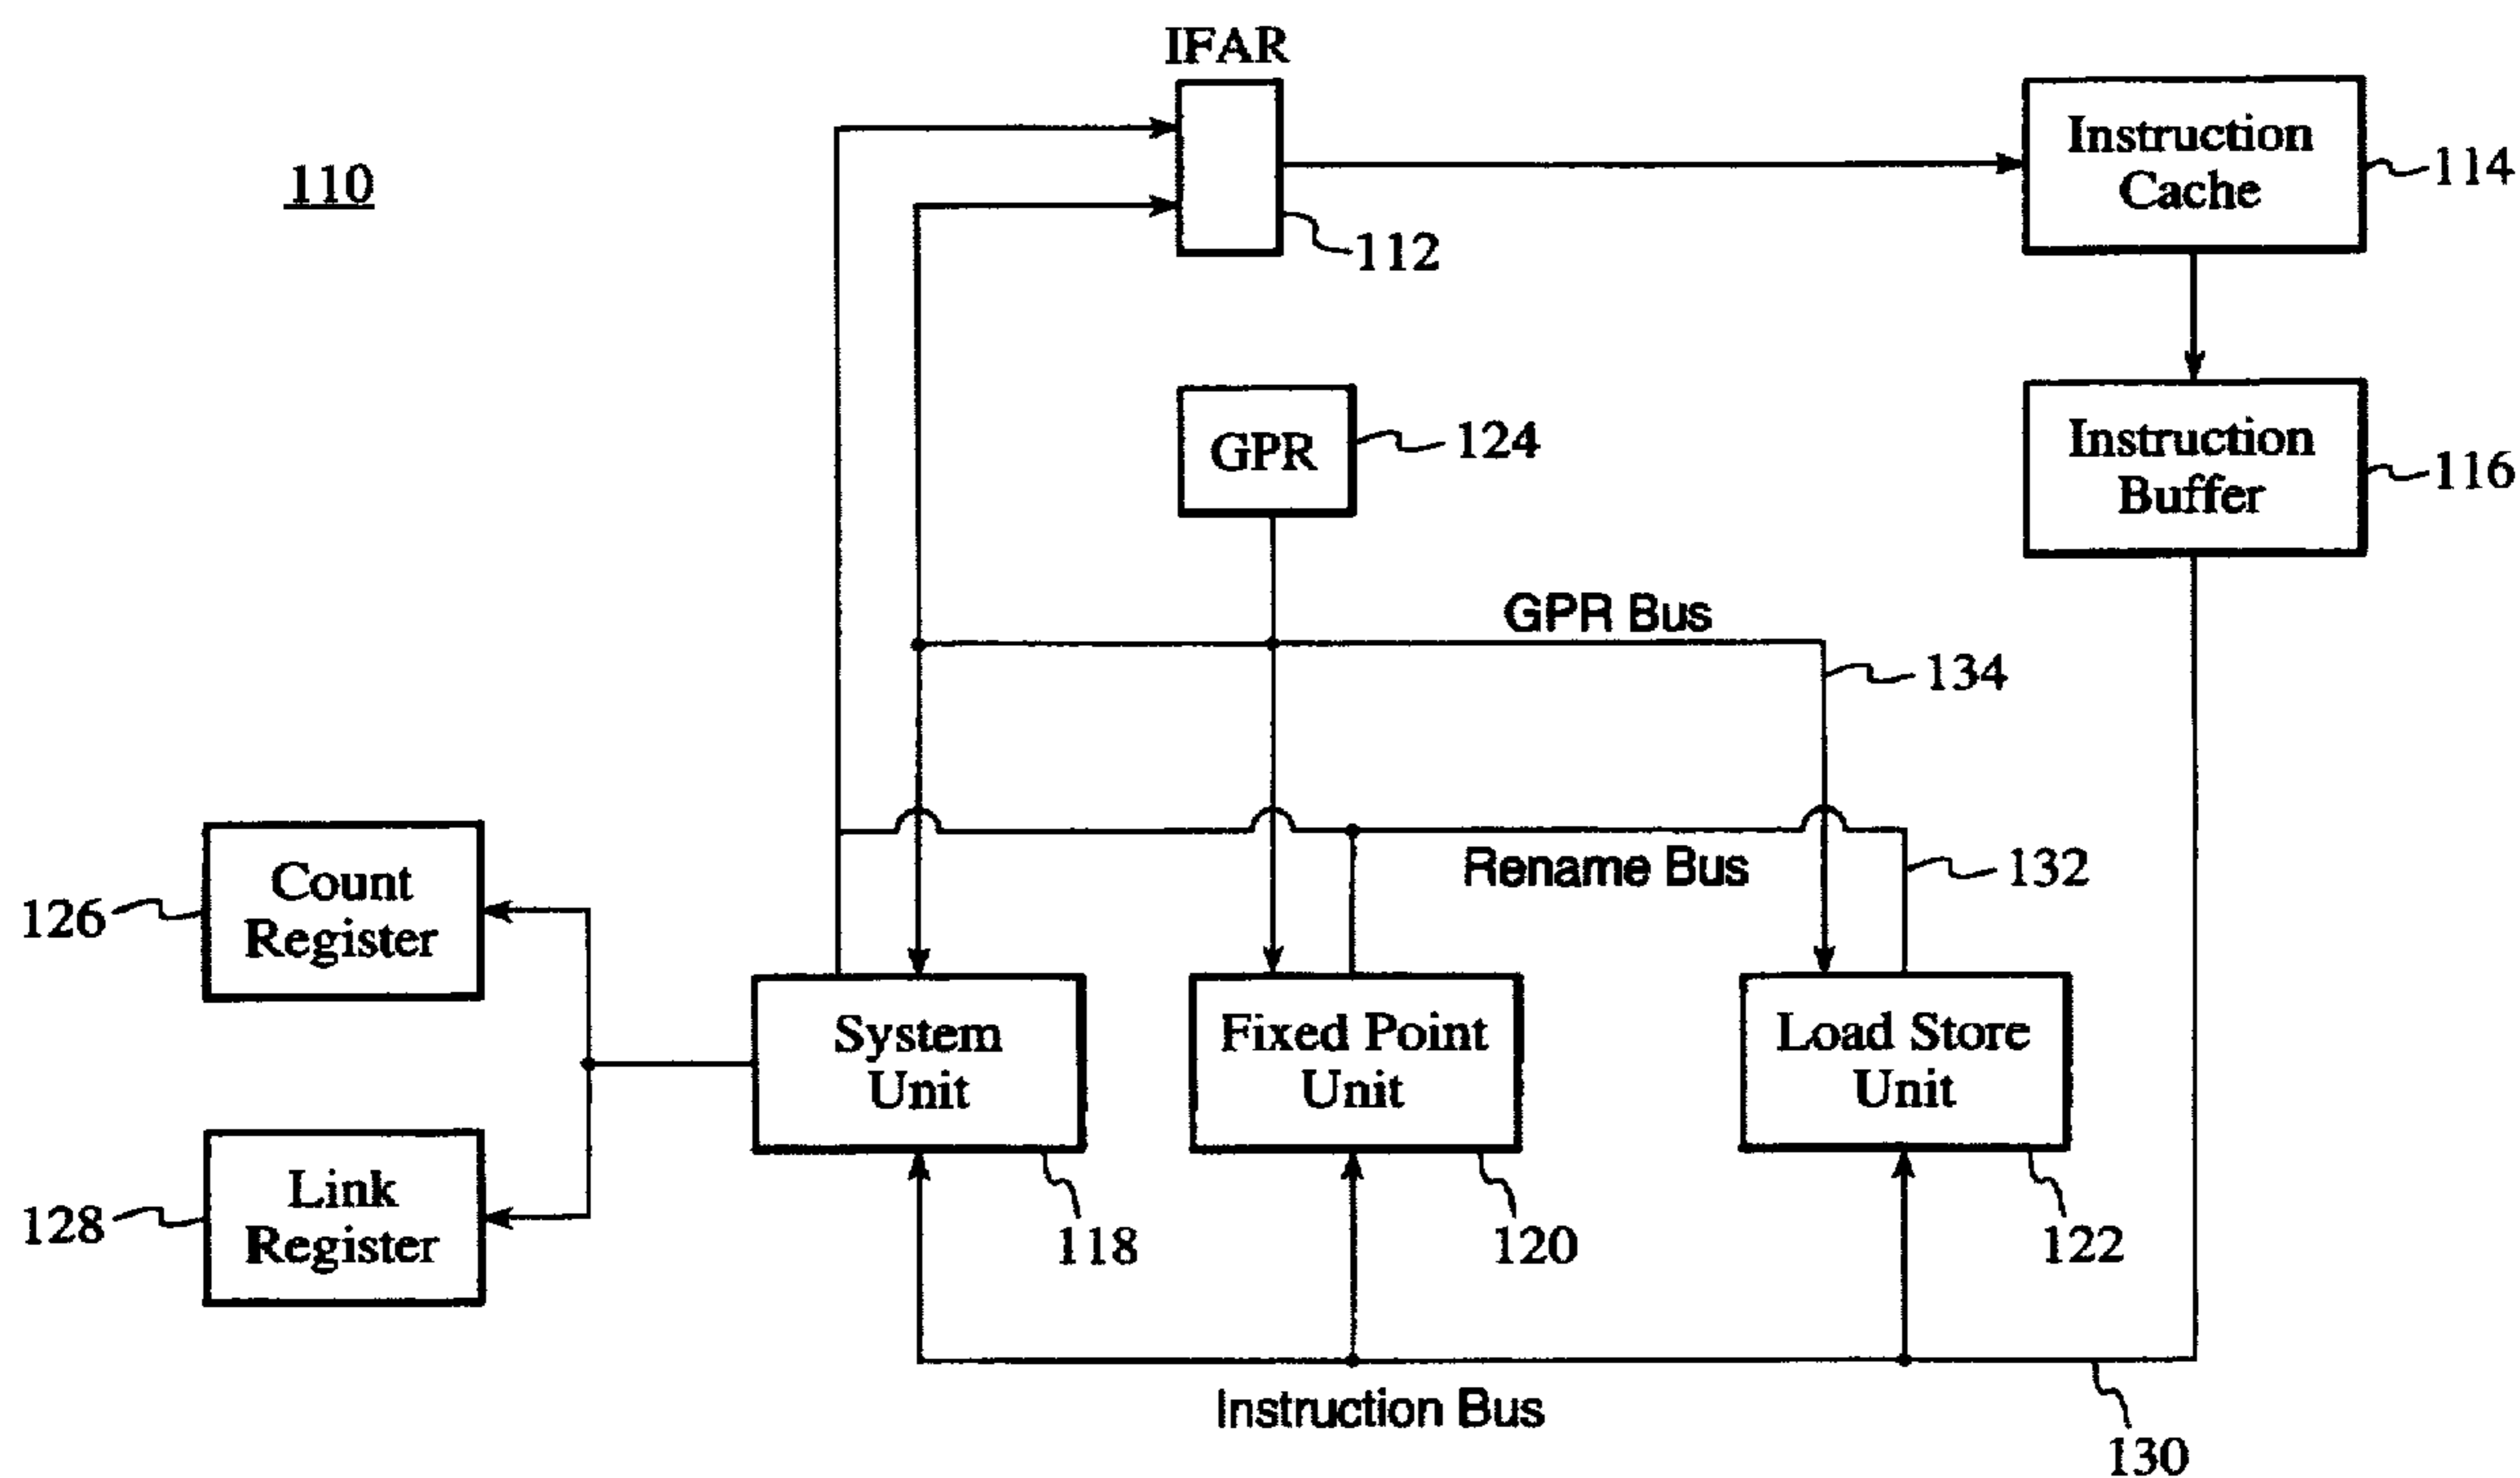 IFAR
110
112
Instruction
Cache
114
GPR
124
Instruction
Buffer
116
GPR Bus
134
Rename Bus
132
Count
Register
126
System
Unit
Fixed Point
Unit
Load Store
Unit
Link
Register
128
118
120
122
Instruction Bus
130